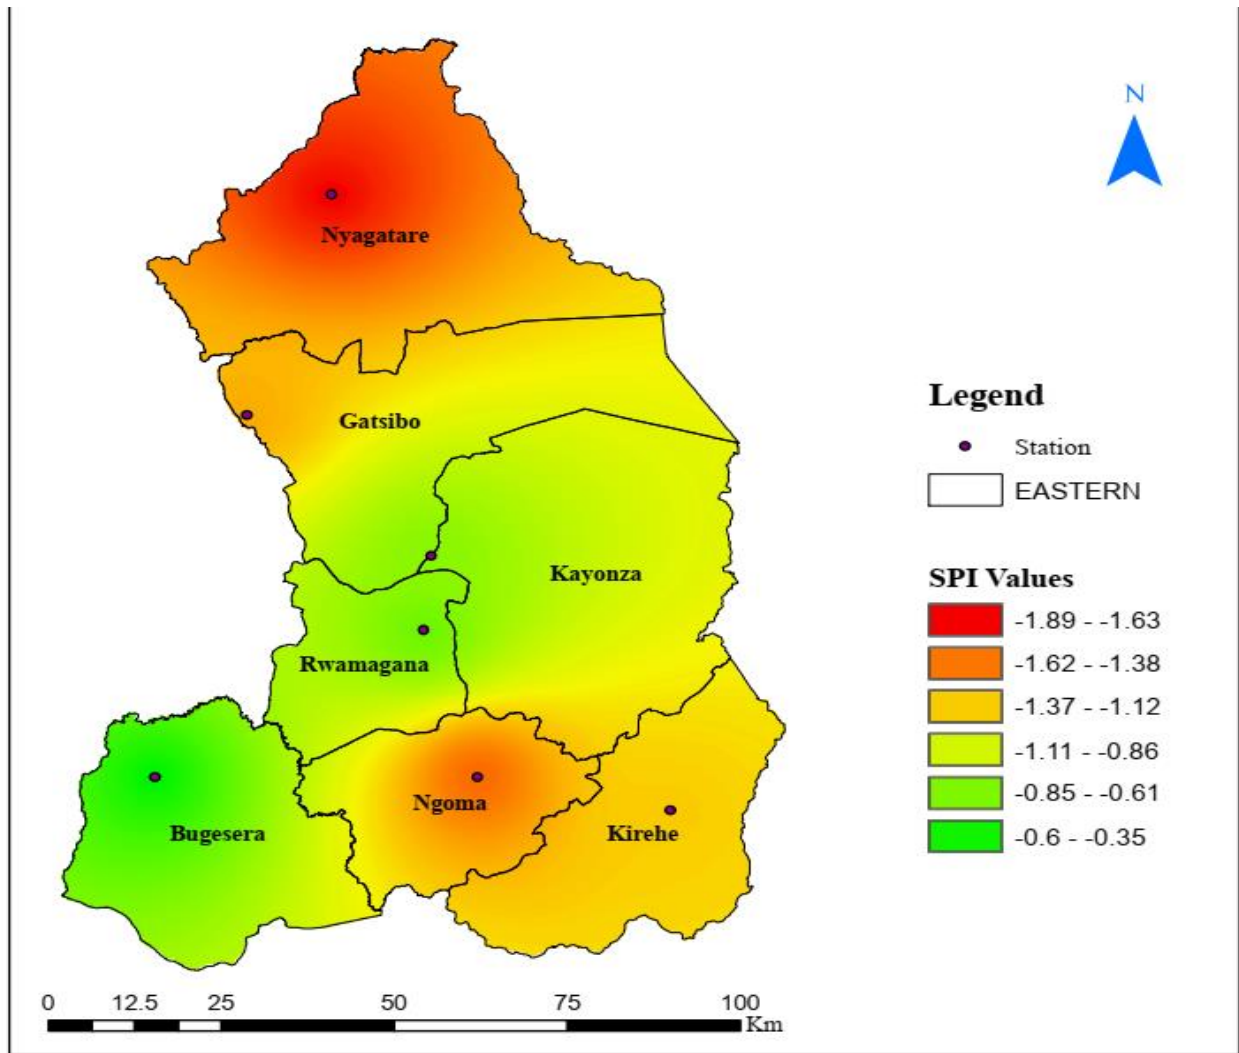 N
Nyagatare
Gatsibo
Kayonza
Rwamagana
Ngoma
Bugesera
Kirehe
Legend
Station
EASTERN
SPI Values
-1.89 - -1.63
-1.62 - -1.38
-1.37 - -1.12
-1.11 - -0.86
-0.85 - -0.61
-0.6 - -0.35
0 12.5 25 50 75 100
Km